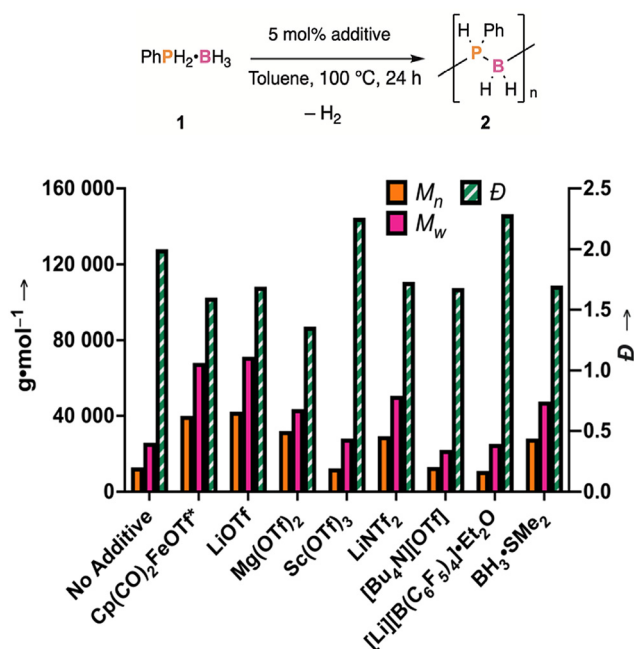 5 mol% additive
PhPH₂•BH₃
Toluene, 100 °C, 24 h
– H₂
H Ph
P
B
H H
n
1
2
160 000
120 000
80 000
40 000
0
g•mol⁻¹ →
Mn Đ
Mw
2.5
2.0
1.5
1.0
0.5
0.0
Đ →
No Additive
Cp(CO)₂FeOTf*
LiOTf
Mg(OTf)₂
Sc(OTf)₃
LiNTf₂
[Bu₄N][OTf]
[Li][B(C₆F₅)₄]•Et₂O
BH₃•SMe₂